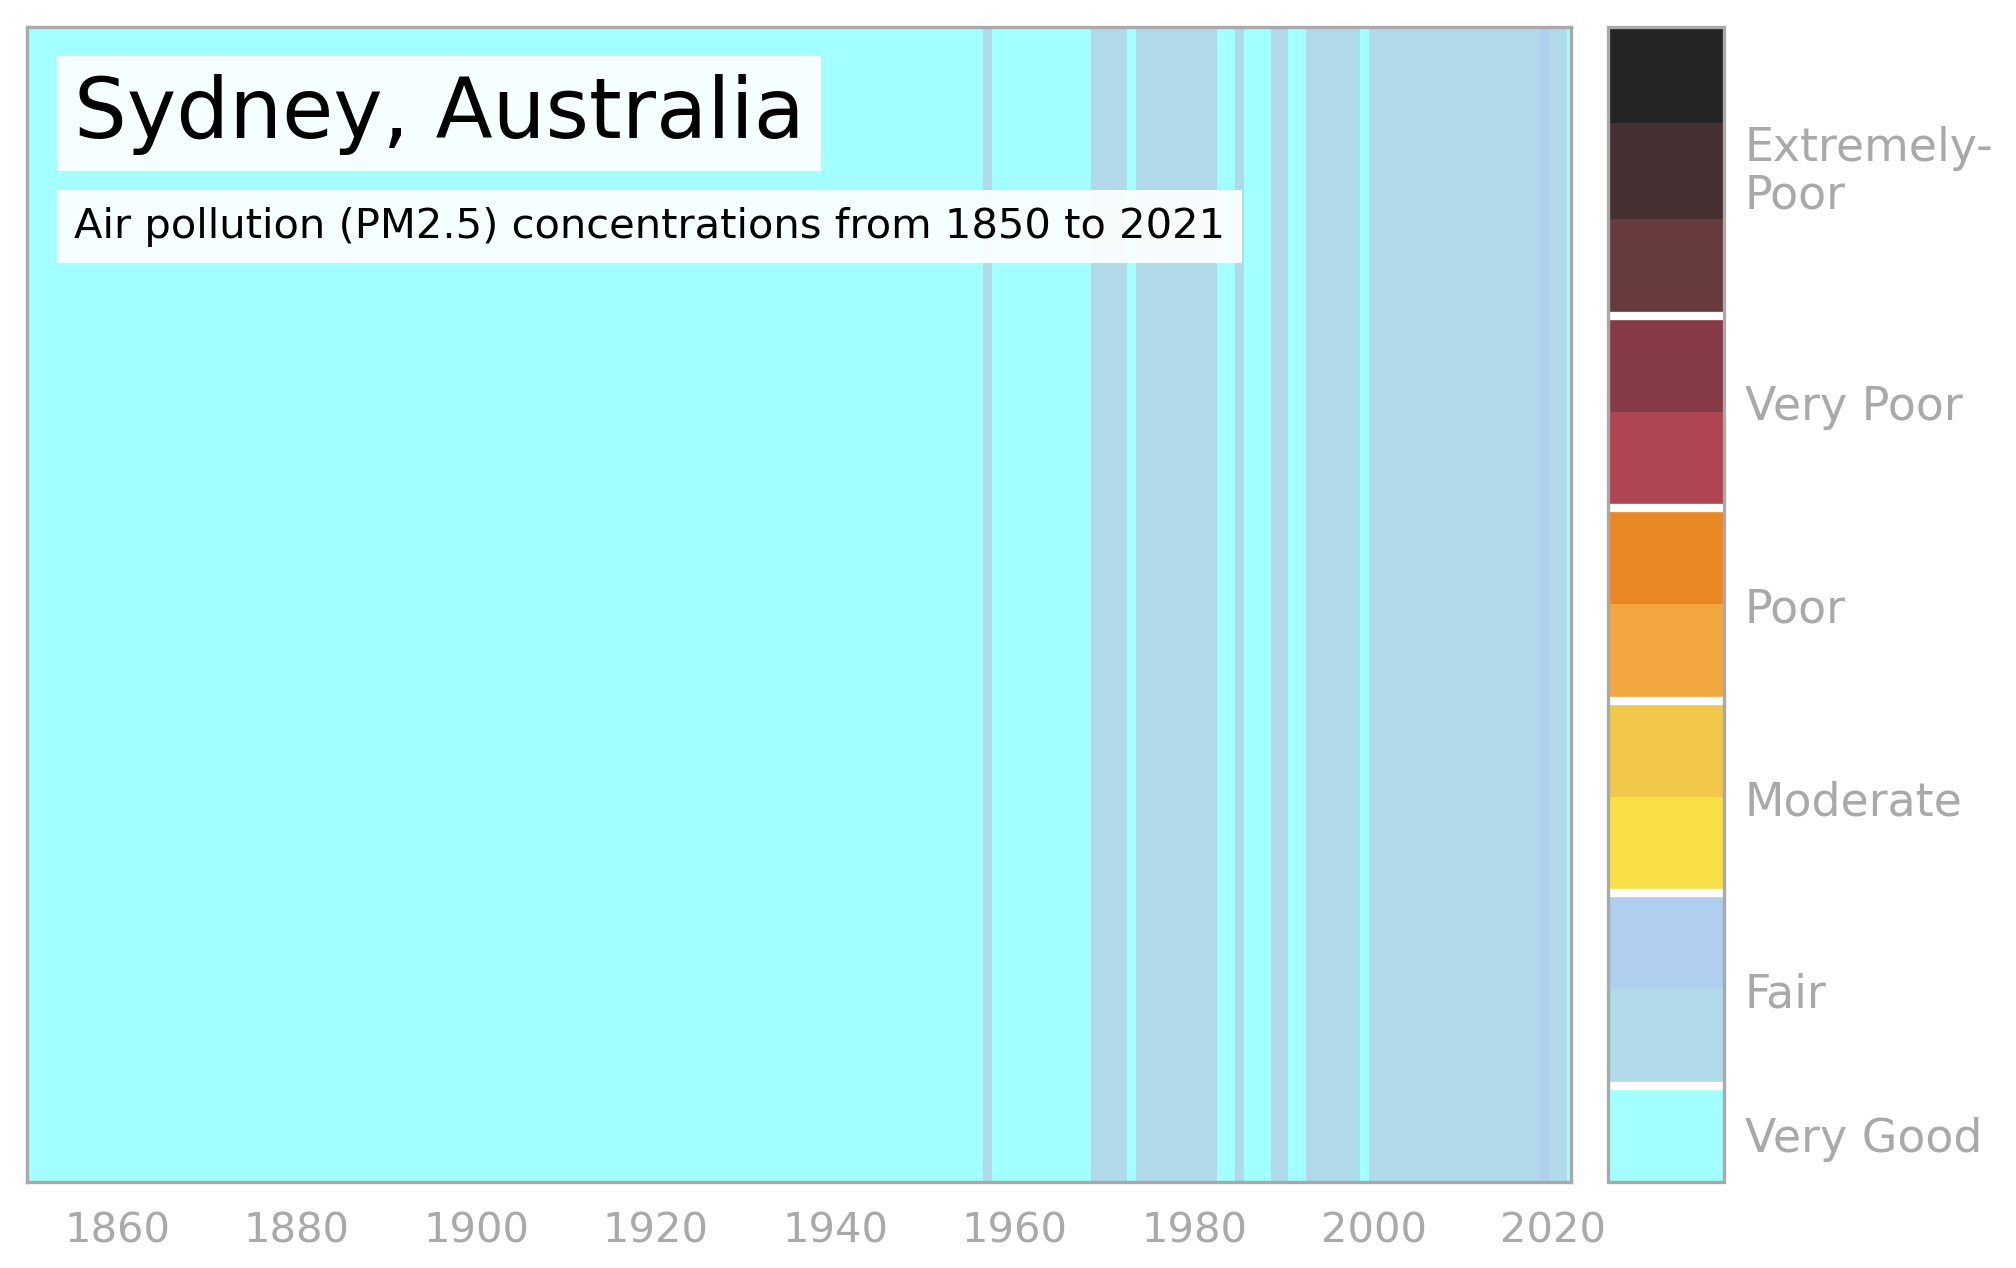 Sydney, Australia
Air pollution (PM2.5) concentrations from 1850 to 2021
Extremely-
Poor
Very Poor
Poor
Moderate
Fair
Very Good
1860 1880 1900 1920 1940 1960 1980 2000 2020